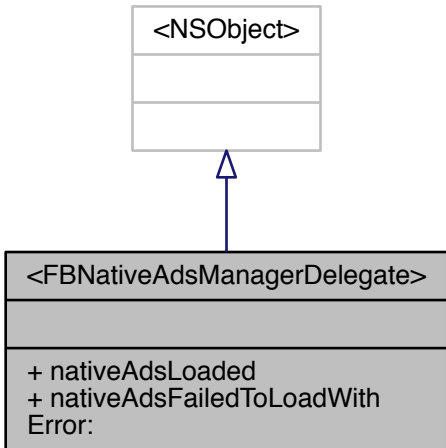 <NSObject>
<FBNativeAdsManagerDelegate>
+ nativeAdsLoaded
+ nativeAdsFailedToLoadWith
Error: